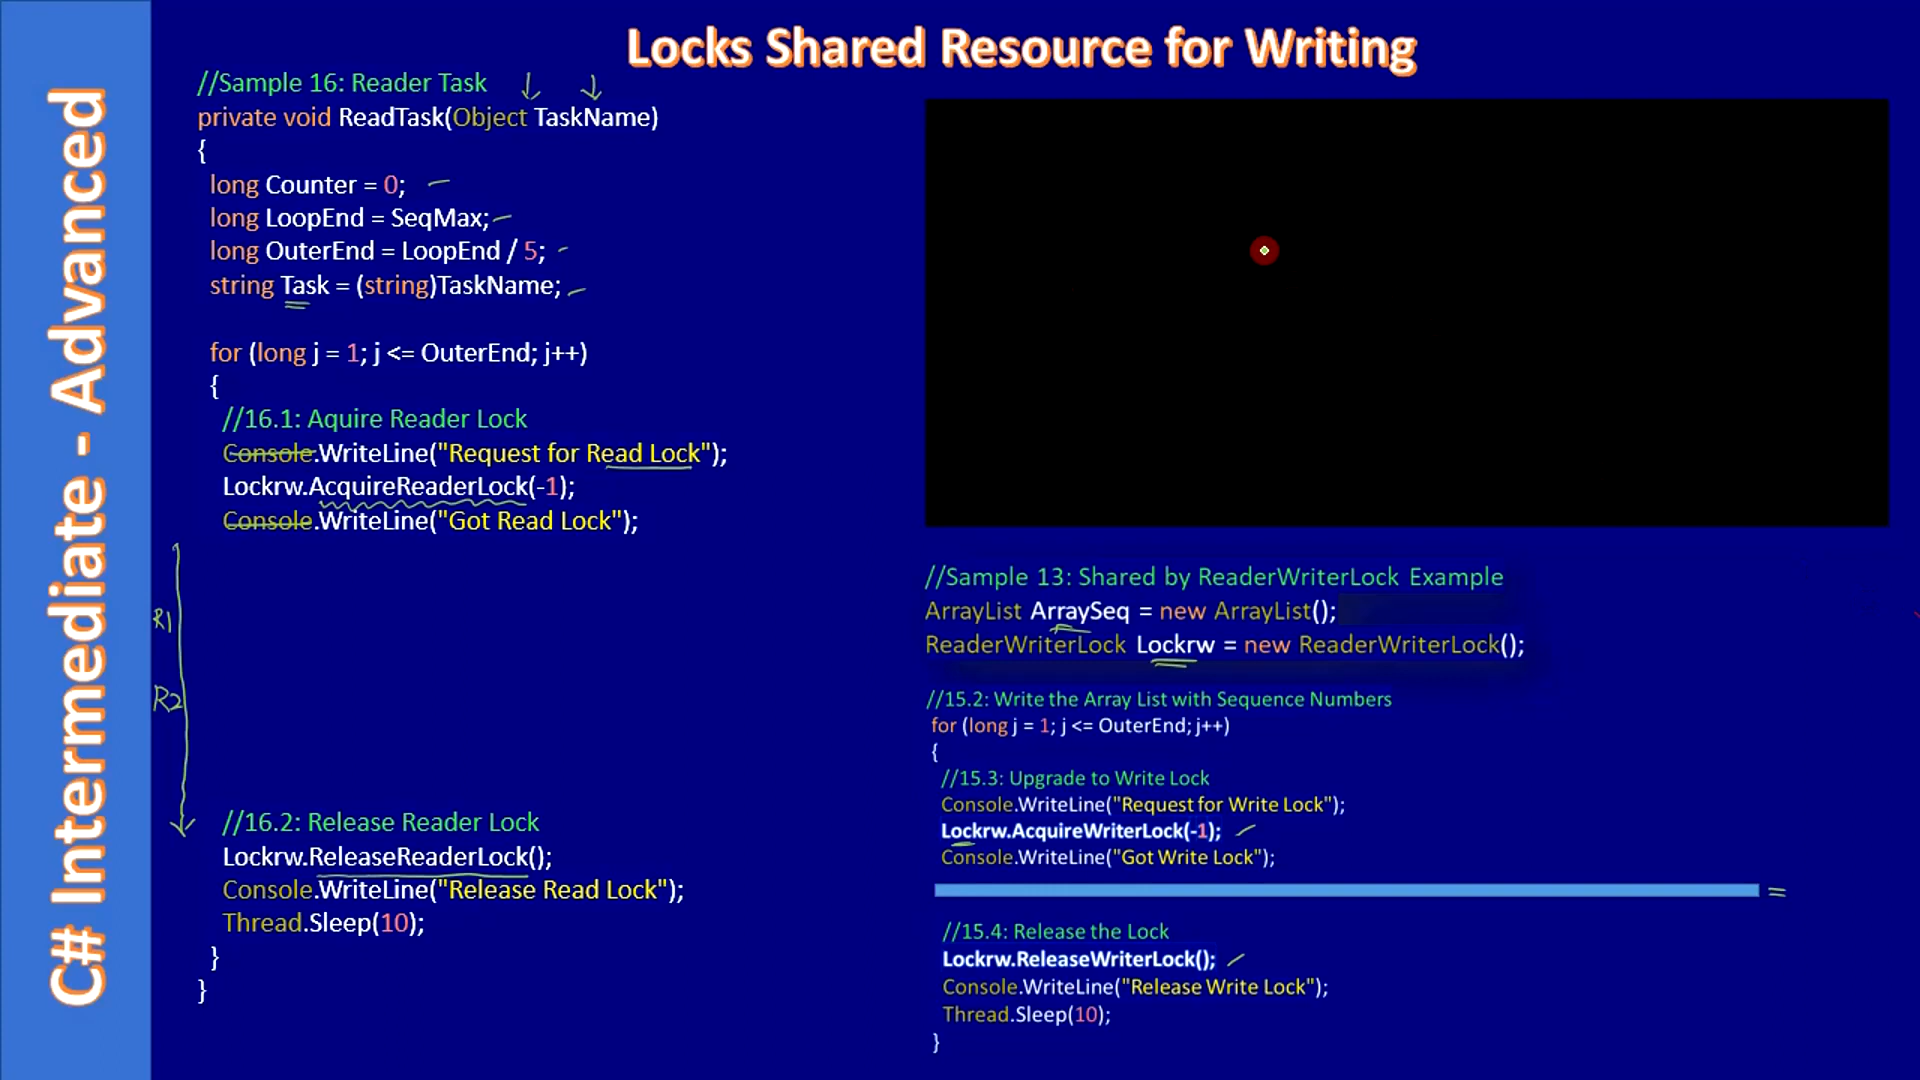 C# Intermediate - Advanced
Locks Shared Resource for Writing
//Sample 16: Reader Task
private void ReadTask(Object TaskName)
{
long Counter = 0;
long LoopEnd = SeqMax;
long OuterEnd = LoopEnd / 5;
string Task = (string)TaskName;
for (long j = 1; j <= OuterEnd; j++)
{
//16.1: Aquire Reader Lock
Console.WriteLine("Request for Read Lock");
Lockrw.AcquireReaderLock(-1);
Console.WriteLine("Got Read Lock");
R1
R2
//16.2: Release Reader Lock
Lockrw.ReleaseReaderLock();
Console.WriteLine("Release Read Lock");
Thread.Sleep(10);
}
}
//Sample 13: Shared by ReaderWriterLock Example
ArrayList ArraySeq = new ArrayList();
ReaderWriterLock Lockrw = new ReaderWriterLock();
//15.2: Write the Array List with Sequence Numbers
for (long j = 1; j <= OuterEnd; j++)
{
//15.3: Upgrade to Write Lock
Console.WriteLine("Request for Write Lock");
Lockrw.AcquireWriterLock(-1);
Console.WriteLine("Got Write Lock");
//15.4: Release the Lock
Lockrw.ReleaseWriterLock();
Console.WriteLine("Release Write Lock");
Thread.Sleep(10);
}